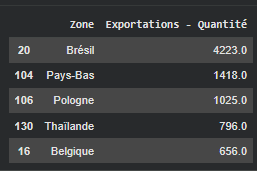 Zone Exportations - Quantité
20 Brésil 4223.0
104 Pays-Bas 1418.0
106 Pologne 1025.0
130 Thaïlande 796.0
16 Belgique 656.0